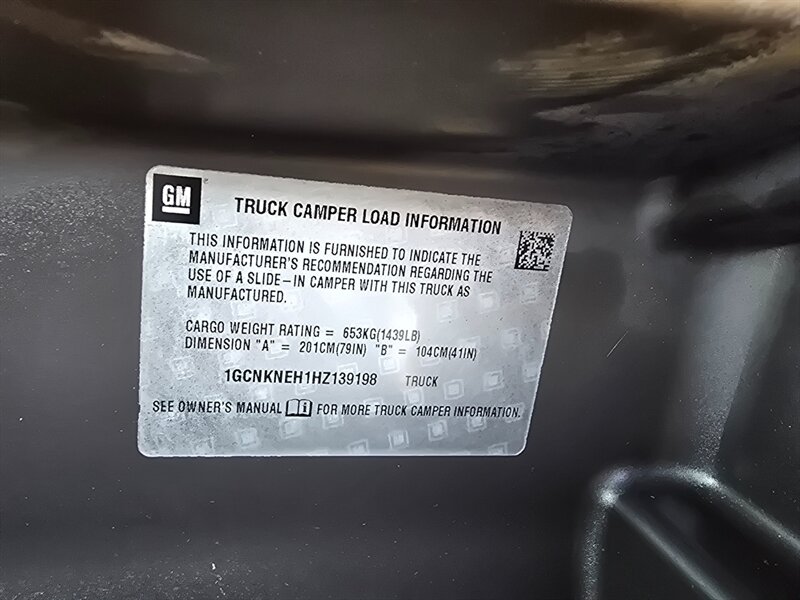 GM
TRUCK CAMPER LOAD INFORMATION
THIS INFORMATION IS FURNISHED TO INDICATE THE
MANUFACTURER'S RECOMMENDATION REGARDING THE
USE OF A SLIDE-IN CAMPER WITH THIS TRUCK AS
MANUFACTURED.
CARGO WEIGHT RATING = 653KG(1439LB)
DIMENSION "A" = 201CM(79IN) "B" = 104CM(41IN)
1GCNKNEH1HZ139198 TRUCK
SEE OWNER'S MANUAL i FOR MORE TRUCK CAMPER INFORMATION.